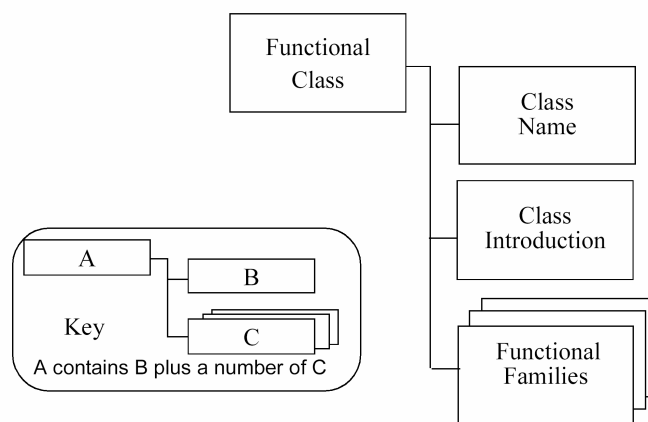 Functional
Class
Class
Name
Class
Introduction
Functional
Families
A
B
Key
C
A contains B plus a number of C